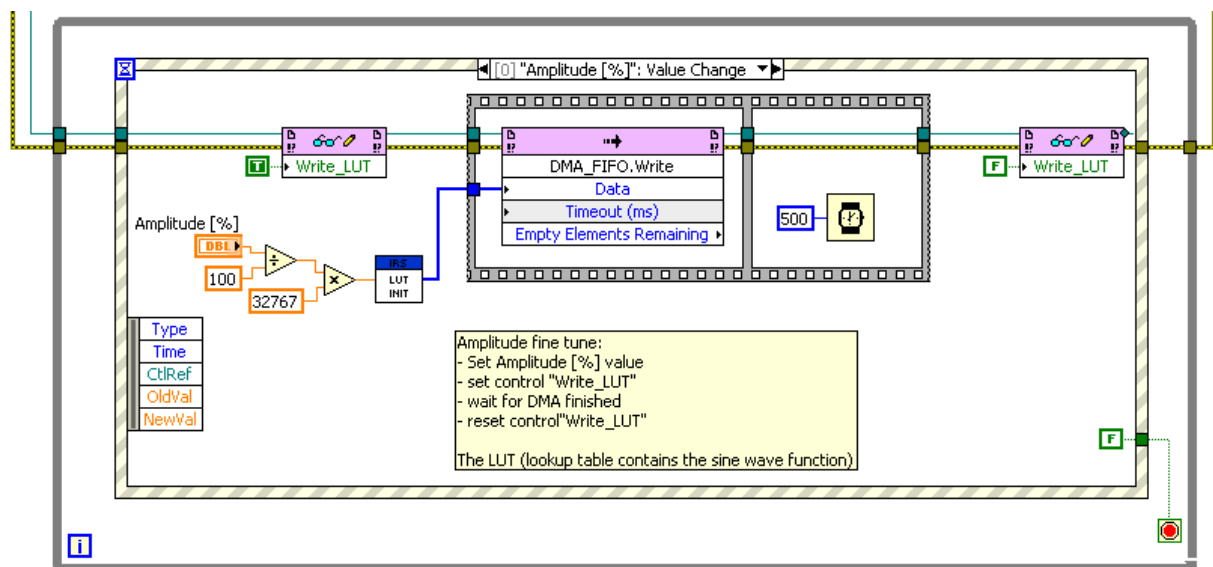 [0] "Amplitude [%]": Value Change
Write_LUT
T
DMA_FIFO.Write
Data
Timeout (ms)
Empty Elements Remaining
Write_LUT
F
500
Amplitude [%]
DBL
100
32767
IRS
LUT
INIT
Type
Time
CtlRef
OldVal
NewVal
Amplitude fine tune:
- Set Amplitude [%] value
- set control "Write_LUT"
- wait for DMA finished
- reset control"Write_LUT"
The LUT (lookup table contains the sine wave function)
F
i